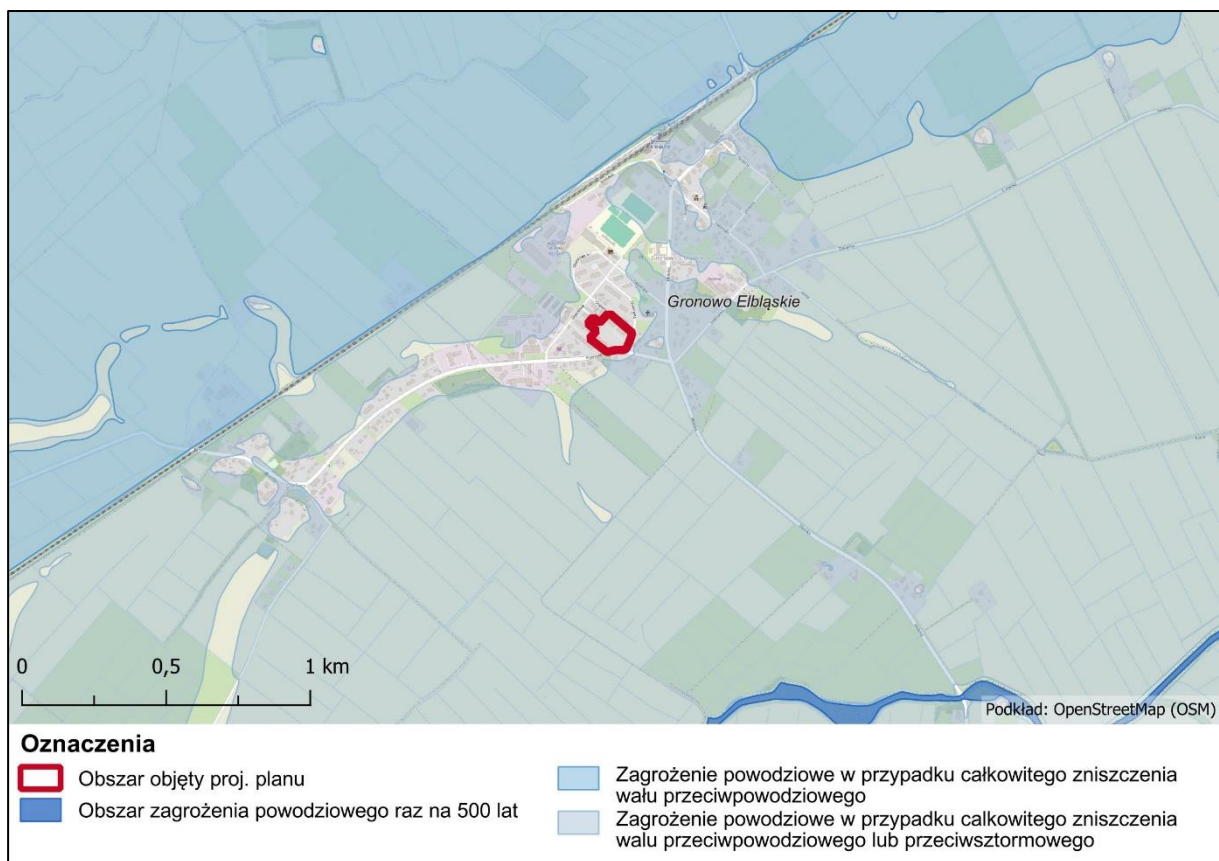 Gronowo Elbląskie
0 0,5 1 km
Podkład: OpenStreetMap (OSM)
Oznaczenia
Obszar objęty proj. planu
Obszar zagrożenia powodziowego raz na 500 lat
Zagrożenie powodziowe w przypadku całkowitego zniszczenia
wału przeciwpowodziowego
Zagrożenie powodziowe w przypadku całkowitego zniszczenia
walu przeciwpowodziowego lub przeciwsztormowego